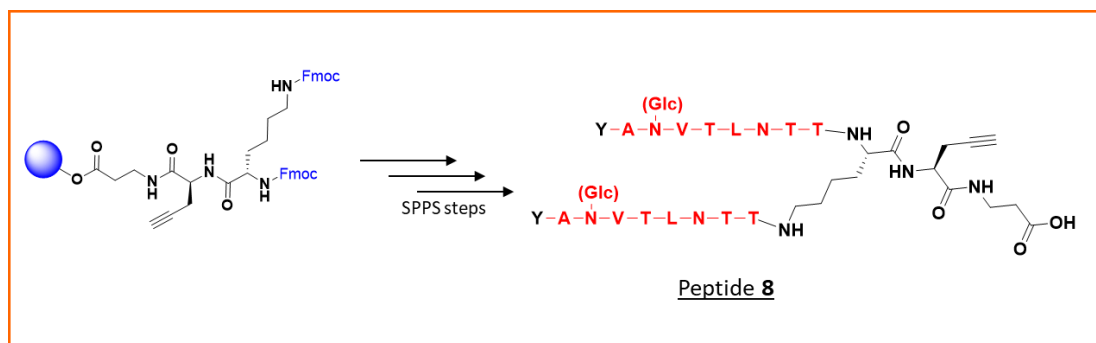 HN-Fmoc
O
O
N
H
O
H
N
O
N
H
Fmoc
SPPS steps
(Glc)
Y-A-N-V-T-L-N-T-T-NH
O
HN
O
NH
O
OH
(Glc)
Y-A-N-V-T-L-N-T-T-NH
Peptide 8